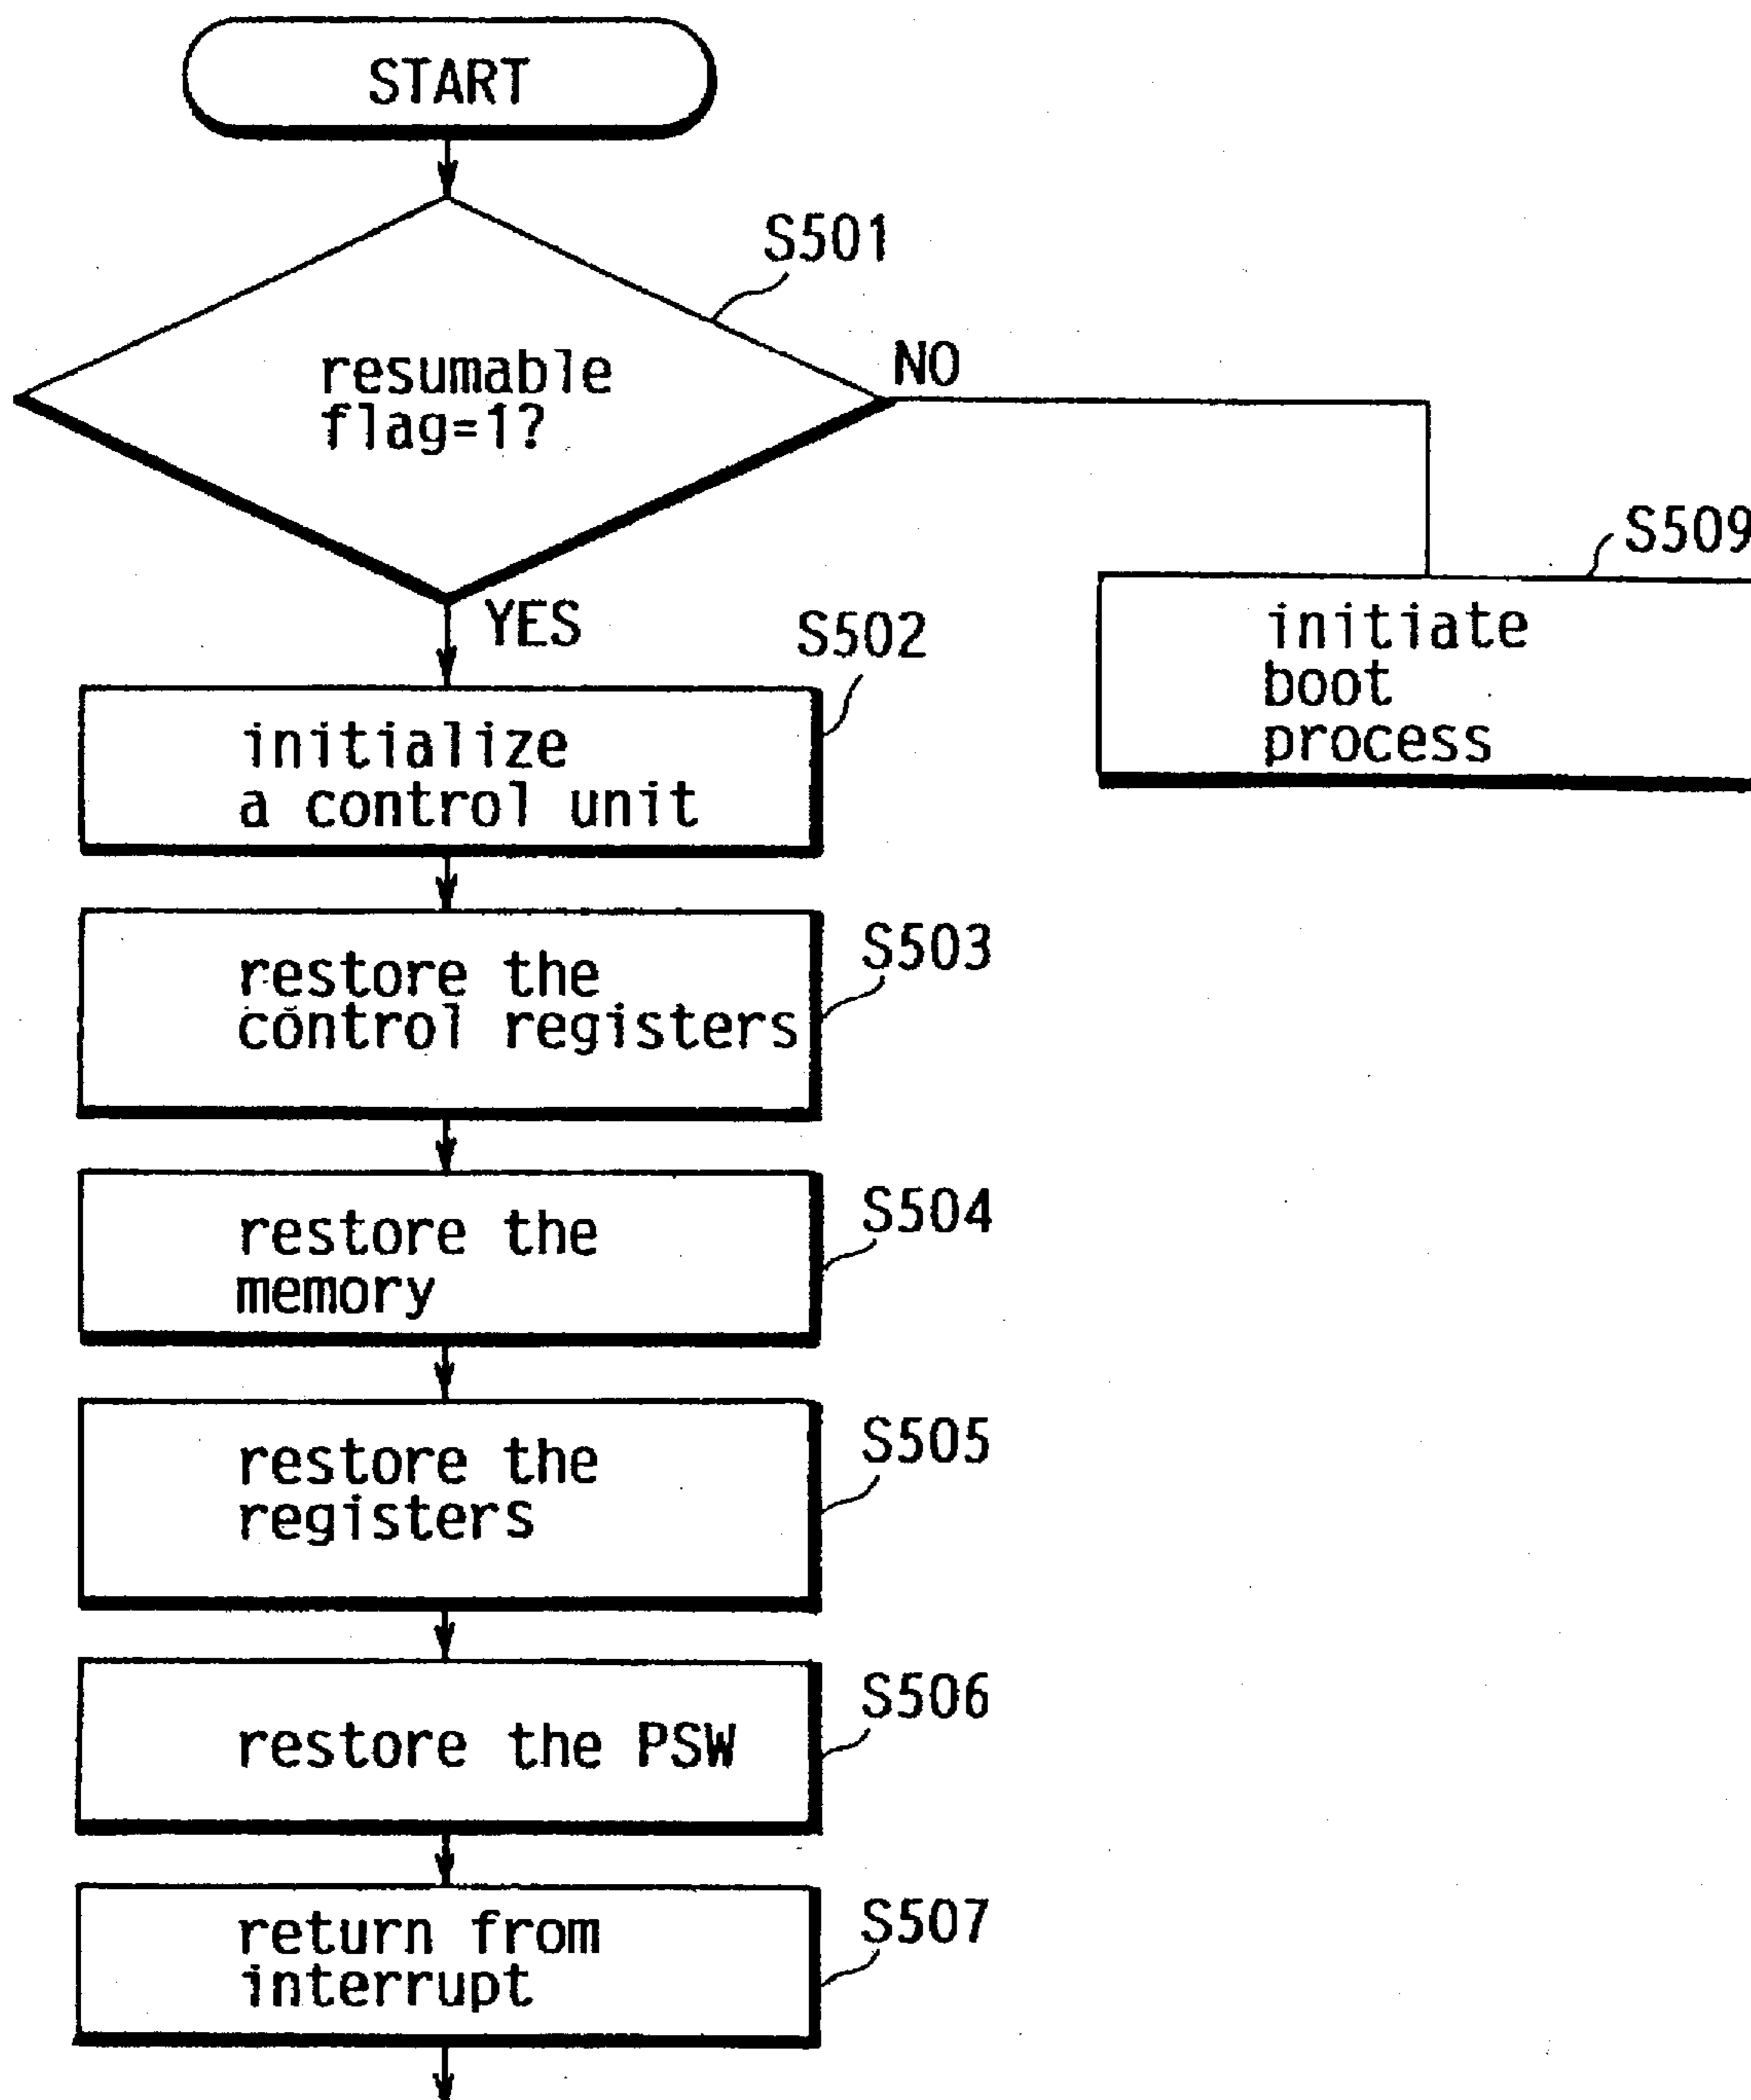 START
S501
resumable
flag=1?
NO
YES
S509
initiate
boot
process
S502
initialize
a control unit
S503
restore the
control registers
S504
restore the
memory
S505
restore the
registers
S506
restore the PSW
S507
return from
interrupt